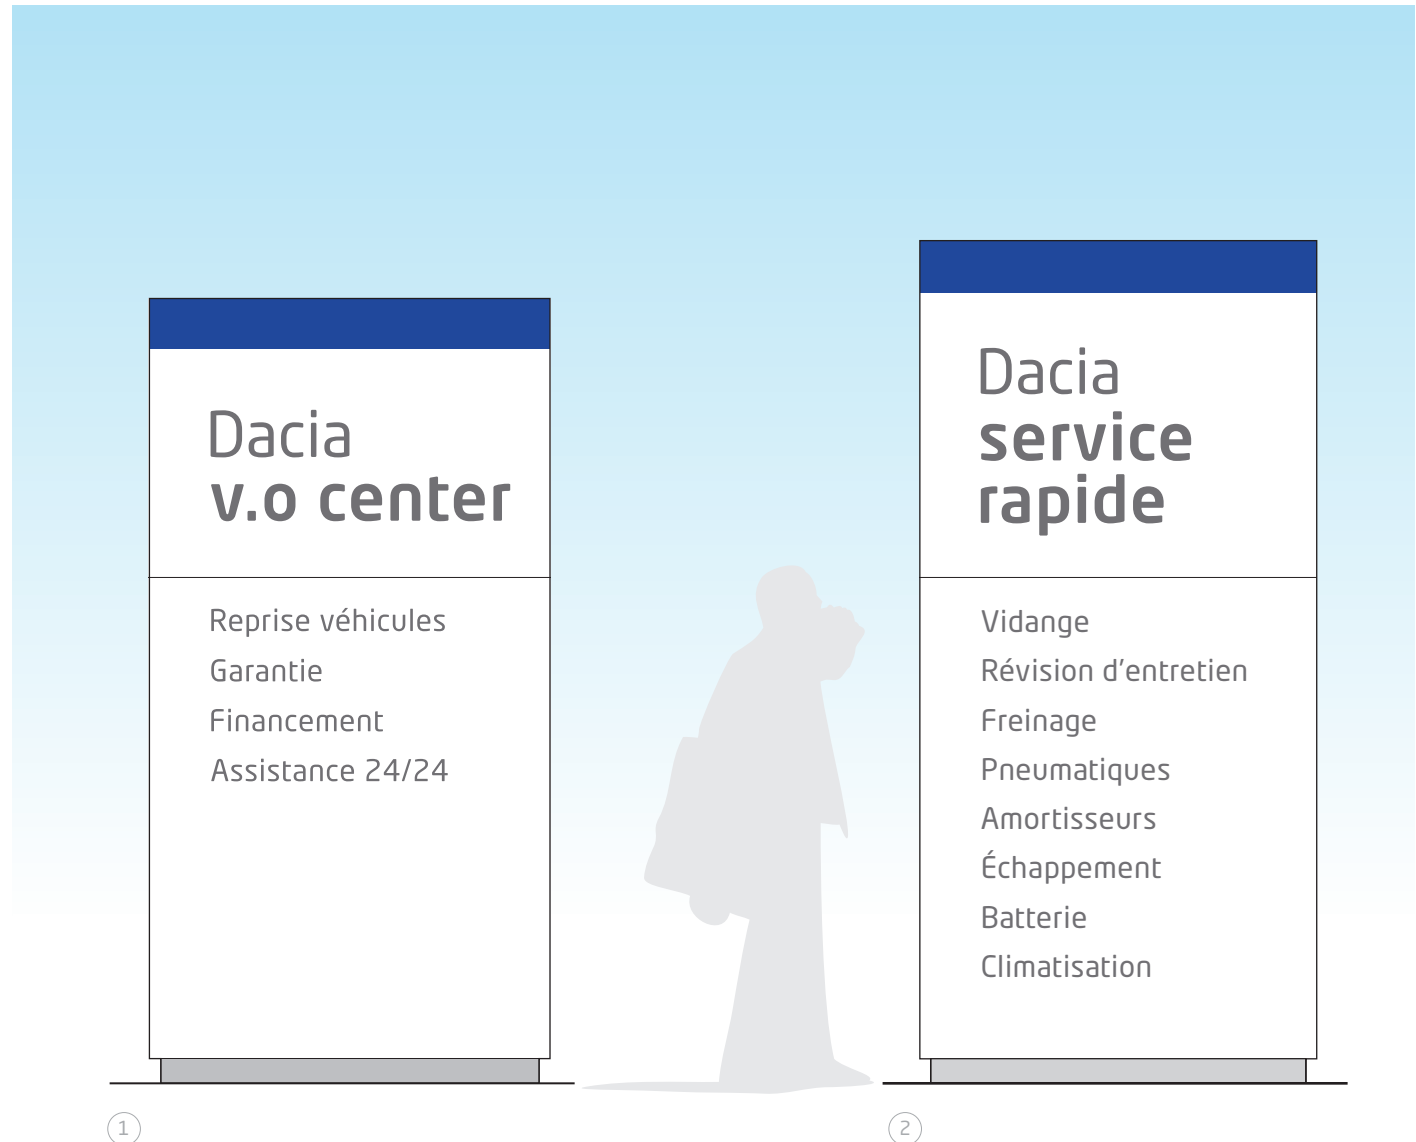 Dacia
v.o center
Reprise véhicules
Garantie
Financement
Assistance 24/24
1
Dacia
service
rapide
Vidange
Révision d’entretien
Freinage
Pneumatiques
Amortisseurs
Échappement
Batterie
Climatisation
2